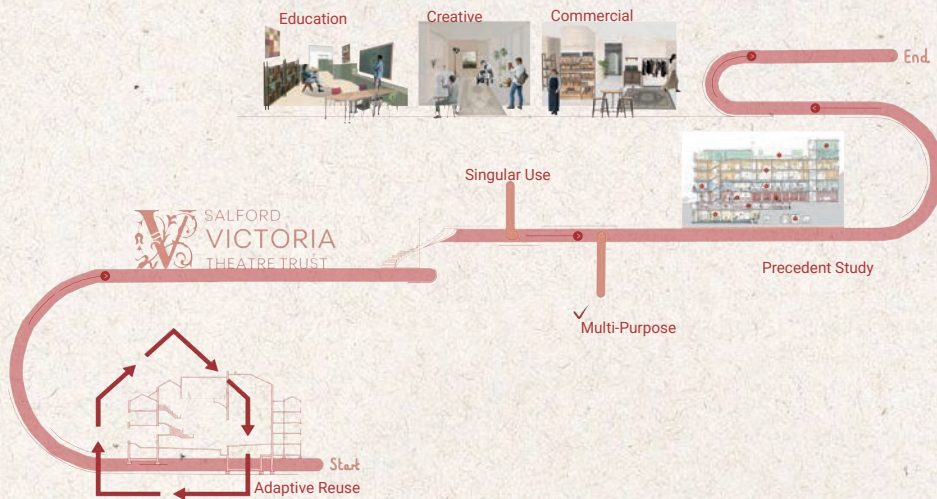 Education
Creative
Commercial
End
Singular Use
SALFORD
VICTORIA
THEATRE TRUST
Precedent Study
Multi-Purpose
Start
Adaptive Reuse